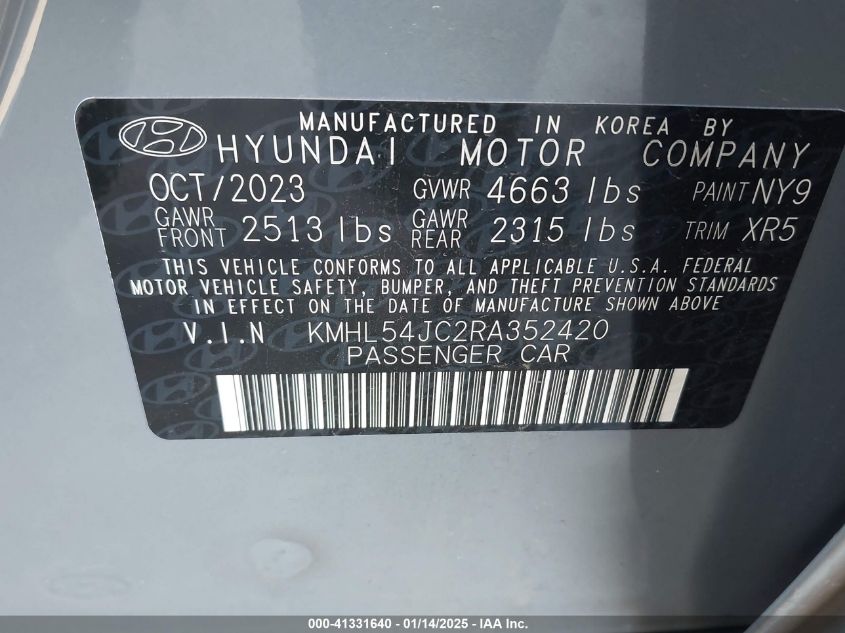 MANUFACTURED IN KOREA BY
HYUNDAI MOTOR COMPANY
OCT/2023 GVWR 4663 lbs PAINT NY9
GAWR FRONT 2513 lbs GAWR REAR 2315 lbs TRIM XR5
THIS VEHICLE CONFORMS TO ALL APPLICABLE U.S.A. FEDERAL
MOTOR VEHICLE SAFETY, BUMPER, AND THEFT PREVENTION STANDARDS
IN EFFECT ON THE DATE OF MANUFACTURE SHOWN ABOVE
V.I.N KMHL54JC2RA352420
PASSENGER CAR
000-41331640 - 01/14/2025 - IAA Inc.